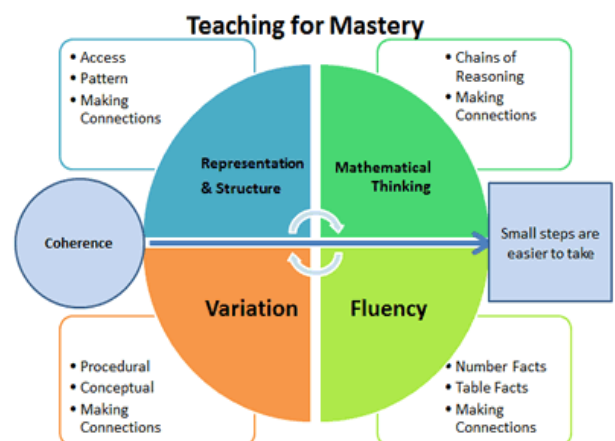 Teaching for Mastery
• Access
• Pattern
• Making
Connections
• Chains of
Reasoning
• Making
Connections
Representation
& Structure
Mathematical
Thinking
Coherence
Small steps are
easier to take
Variation
Fluency
• Procedural
• Conceptual
• Making
Connections
• Number Facts
• Table Facts
• Making
Connections